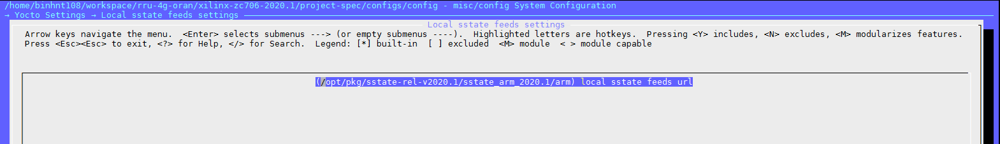 /home/binhnt108/workspace/rru-4g-oran/xilinx-zc706-2020.1/project-spec/configs/config - misc/config System Configuration
→ Yocto Settings → Local sstate feeds settings
Local sstate feeds settings
Arrow keys navigate the menu.  <Enter> selects submenus ---> (or empty submenus ----).  Highlighted letters are hotkeys.  Pressing <Y> includes, <N> excludes, <M> modularizes features.
Press <Esc><Esc> to exit, <?> for Help, </> for Search.  Legend: [*] built-in  [ ] excluded  <M> module  < > module capable
(/opt/pkg/sstate-rel-v2020.1/sstate_arm_2020.1/arm) local sstate feeds url